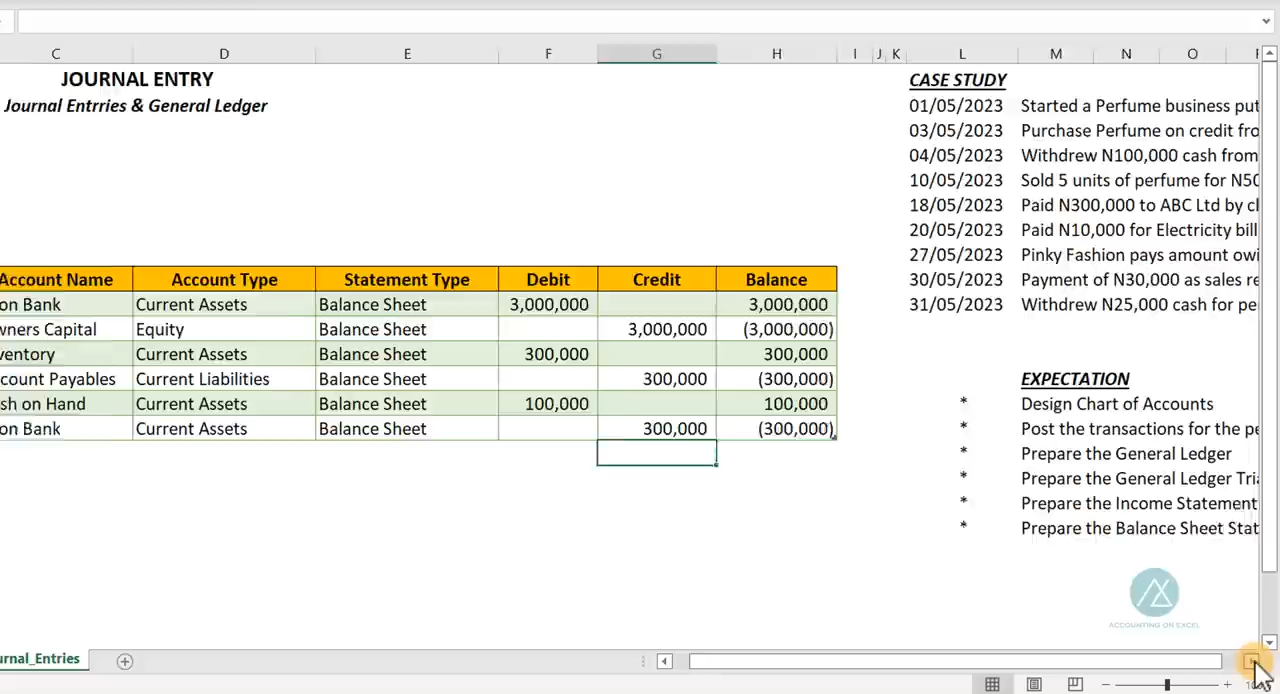 C D E F G H I J K L M N O
JOURNAL ENTRY
Journal Entrries & General Ledger
CASE STUDY
01/05/2023 Started a Perfume business put
03/05/2023 Purchase Perfume on credit fro
04/05/2023 Withdrew N100,000 cash from
10/05/2023 Sold 5 units of perfume for N50
18/05/2023 Paid N300,000 to ABC Ltd by cl
20/05/2023 Paid N10,000 for Electricity bill
27/05/2023 Pinky Fashion pays amount owi
30/05/2023 Payment of N30,000 as sales re
31/05/2023 Withdrew N25,000 cash for pe
Account Name Account Type Statement Type Debit Credit Balance
on Bank Current Assets Balance Sheet 3,000,000 3,000,000
wners Capital Equity Balance Sheet 3,000,000 (3,000,000)
ventory Current Assets Balance Sheet 300,000 300,000
count Payables Current Liabilities Balance Sheet 300,000 (300,000)
sh on Hand Current Assets Balance Sheet 100,000 100,000
on Bank Current Assets Balance Sheet 300,000 (300,000)
EXPECTATION
* Design Chart of Accounts
* Post the transactions for the pe
* Prepare the General Ledger
* Prepare the General Ledger Tria
* Prepare the Income Statement
* Prepare the Balance Sheet Stat
ACCOUNTING ON EXCEL
urnal_Entries